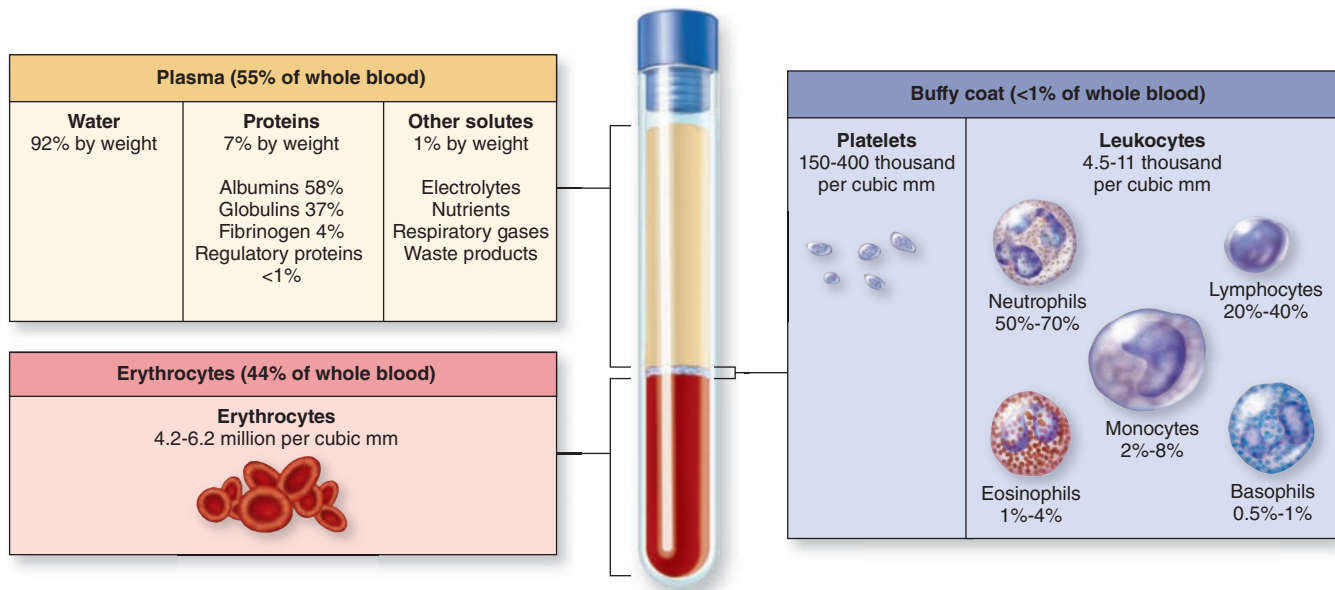 Plasma (55% of whole blood)
Water
92% by weight
Proteins
7% by weight
Albumins 58%
Globulins 37%
Fibrinogen 4%
Regulatory proteins
<1%
Other solutes
1% by weight
Electrolytes
Nutrients
Respiratory gases
Waste products
Erythrocytes (44% of whole blood)
Erythrocytes
4.2-6.2 million per cubic mm
Buffy coat (<1% of whole blood)
Platelets
150-400 thousand
per cubic mm
Leukocytes
4.5-11 thousand
per cubic mm
Neutrophils
50%-70%
Lymphocytes
20%-40%
Monocytes
2%-8%
Eosinophils
1%-4%
Basophils
0.5%-1%